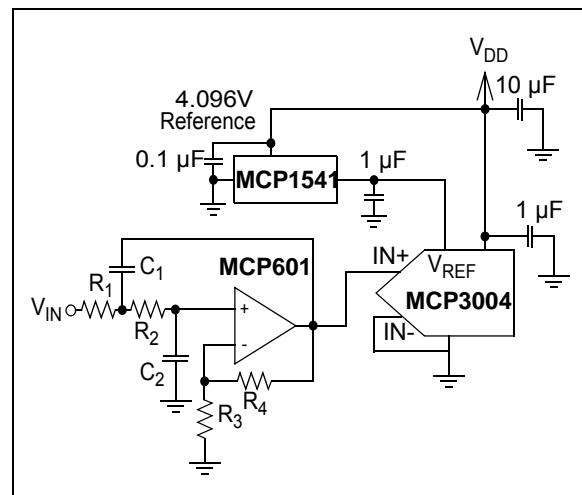 V_DD
10 µF
4.096V
Reference
0.1 µF
1 µF
MCP1541
1 µF
C_1
MCP601
IN+
V_REF
R_1
MCP3004
V_IN
R_2
+
-
IN-
C_2
R_4
R_3